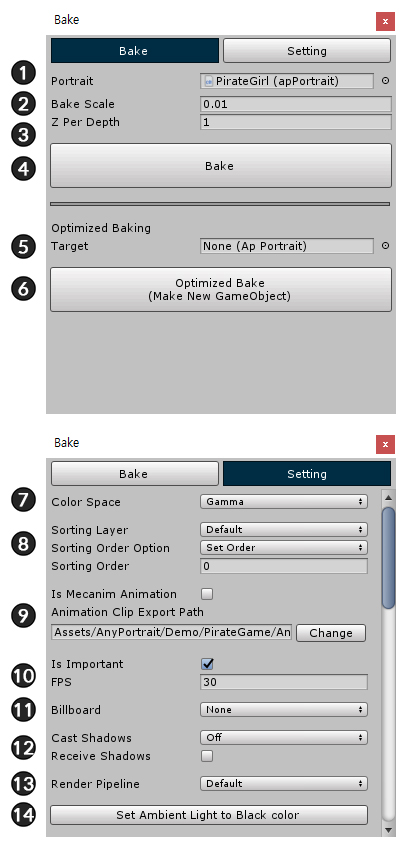 Bake
x
Bake Setting
1 Portrait PirateGirl (apPortrait)
2 Bake Scale 0.01
3 Z Per Depth 1
4 Bake
Optimized Baking
5 Target None (Ap Portrait)
6 Optimized Bake
(Make New GameObject)
Bake
x
Bake Setting
7 Color Space Gamma
Sorting Layer Default
8 Sorting Order Option Set Order
Sorting Order 0
Is Mecanim Animation
9 Animation Clip Export Path
Assets/AnyPortrait/Demo/PirateGame/An Change
Is Important
10 FPS 30
11 Billboard None
Cast Shadows Off
12 Receive Shadows
13 Render Pipeline Default
14 Set Ambient Light to Black color